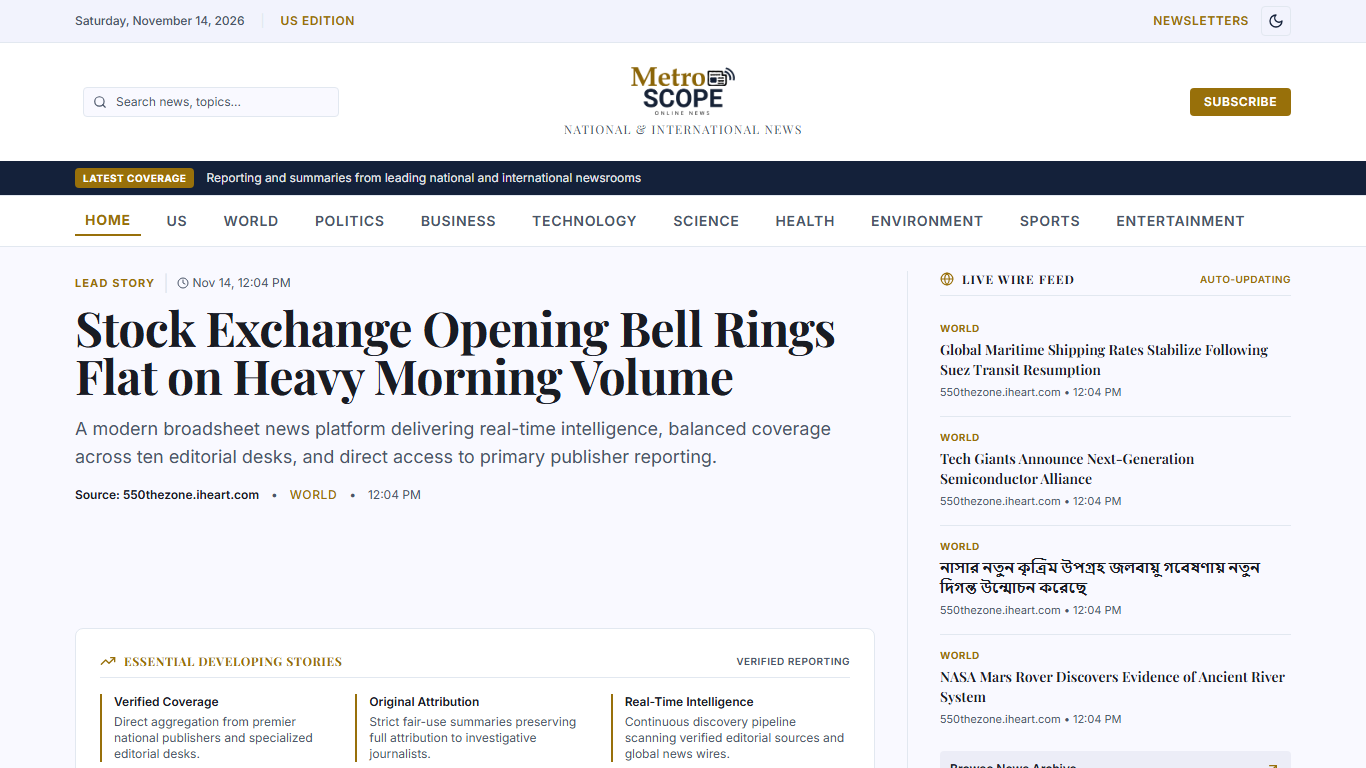 Saturday, November 14, 2026
US EDITION
NEWSLETTERS
Search news, topics...
Metro
SCOPE
ONLINE NEWS
NATIONAL & INTERNATIONAL NEWS
SUBSCRIBE
LATEST COVERAGE
Reporting and summaries from leading national and international newsrooms
HOME
US
WORLD
POLITICS
BUSINESS
TECHNOLOGY
SCIENCE
HEALTH
ENVIRONMENT
SPORTS
ENTERTAINMENT
LEAD STORY
Nov 14, 12:04 PM
Stock Exchange Opening Bell Rings
Flat on Heavy Morning Volume
A modern broadsheet news platform delivering real-time intelligence, balanced coverage
across ten editorial desks, and direct access to primary publisher reporting.
Source: 550thezone.iheart.com • WORLD • 12:04 PM
ESSENTIAL DEVELOPING STORIES
VERIFIED REPORTING
Verified Coverage
Direct aggregation from premier
national publishers and specialized
editorial desks.
Original Attribution
Strict fair-use summaries preserving
full attribution to investigative
journalists.
Real-Time Intelligence
Continuous discovery pipeline
scanning verified editorial sources and
global news wires.
LIVE WIRE FEED
AUTO-UPDATING
WORLD
Global Maritime Shipping Rates Stabilize Following
Suez Transit Resumption
550thezone.iheart.com • 12:04 PM
WORLD
Tech Giants Announce Next-Generation
Semiconductor Alliance
550thezone.iheart.com • 12:04 PM
WORLD
নাসার নতুন কৃত্রিম উপগ্রহ জলবায়ু গবেষণায় নতুন
দিগন্ত উন্মোচন করেছে
550thezone.iheart.com • 12:04 PM
WORLD
NASA Mars Rover Discovers Evidence of Ancient River
System
550thezone.iheart.com • 12:04 PM
Browse News Archive